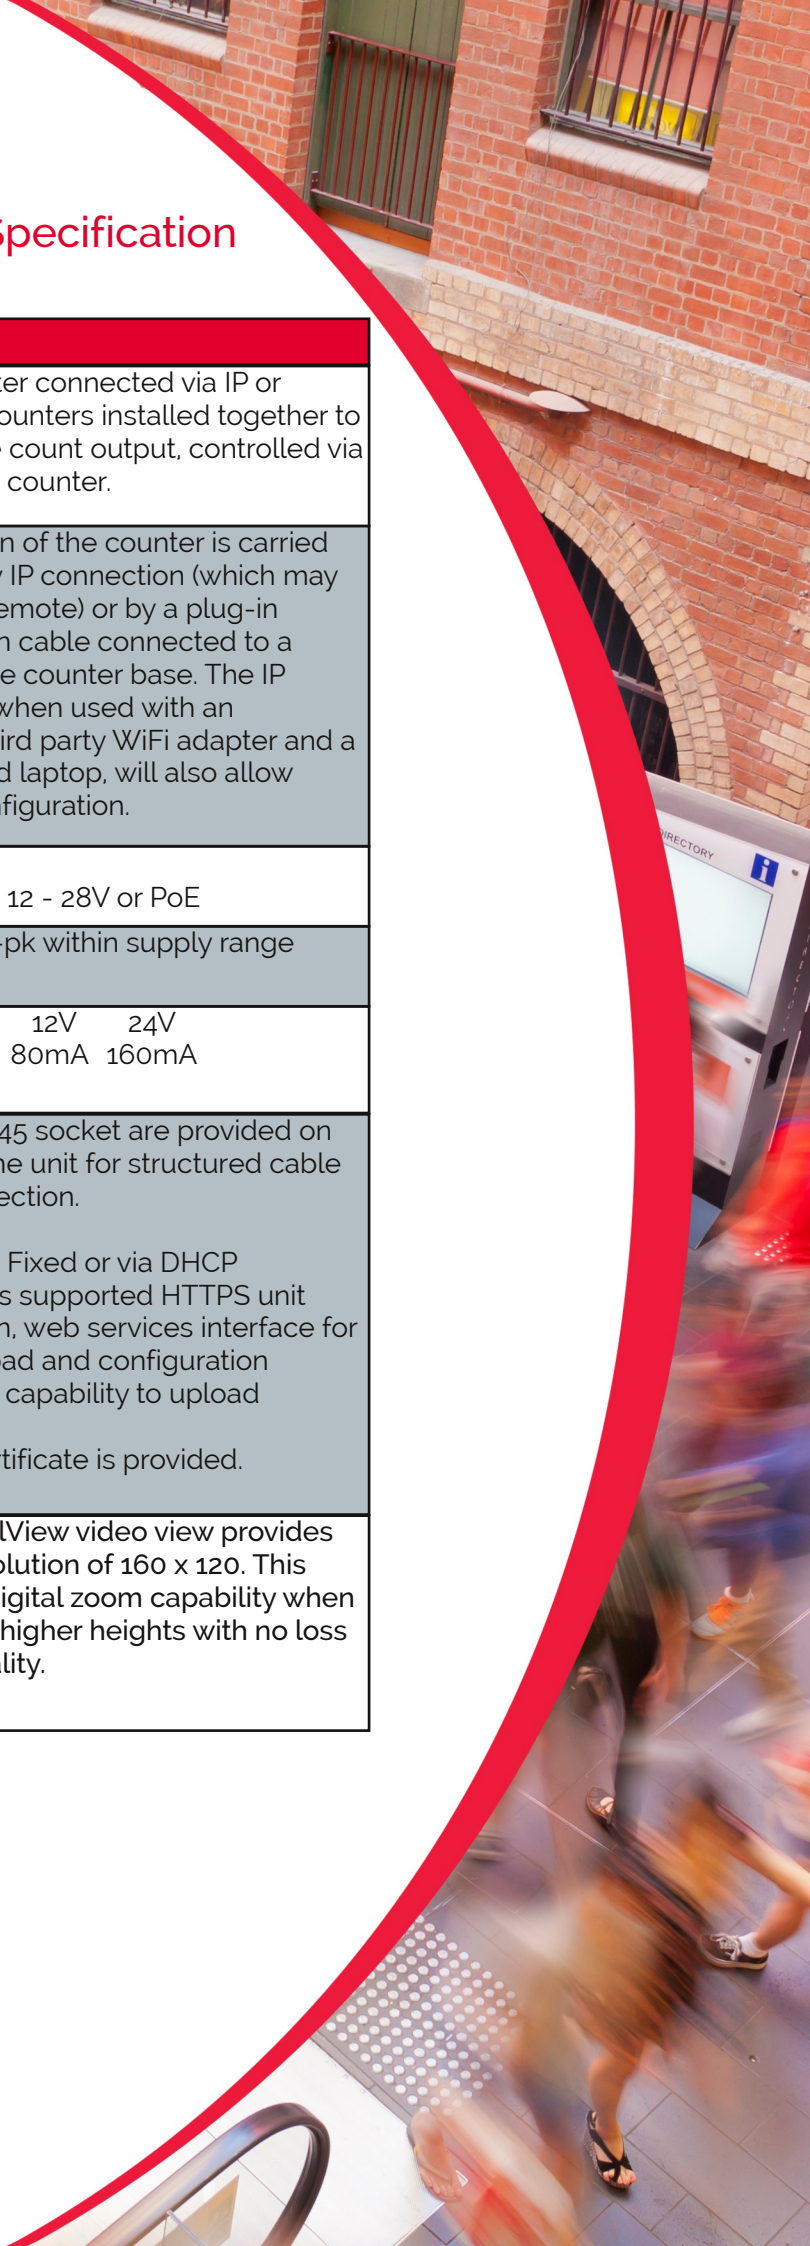 Specification
ter connected via IP or
ounters installed together to
e count output, controlled via
counter.
n of the counter is carried
y IP connection (which may
emote) or by a plug-in
n cable connected to a
e counter base. The IP
when used with an
ird party WiFi adapter and a
d laptop, will also allow
nfiguration.
12 - 28V or PoE
-pk within supply range
12V 24V
80mA 160mA
45 socket are provided on
he unit for structured cable
ection.
Fixed or via DHCP
s supported HTTPS unit
n, web services interface for
oad and configuration
capability to upload
rtificate is provided.
lView video view provides
olution of 160 x 120. This
igital zoom capability when
higher heights with no loss
lity.
DIRECTORY
i